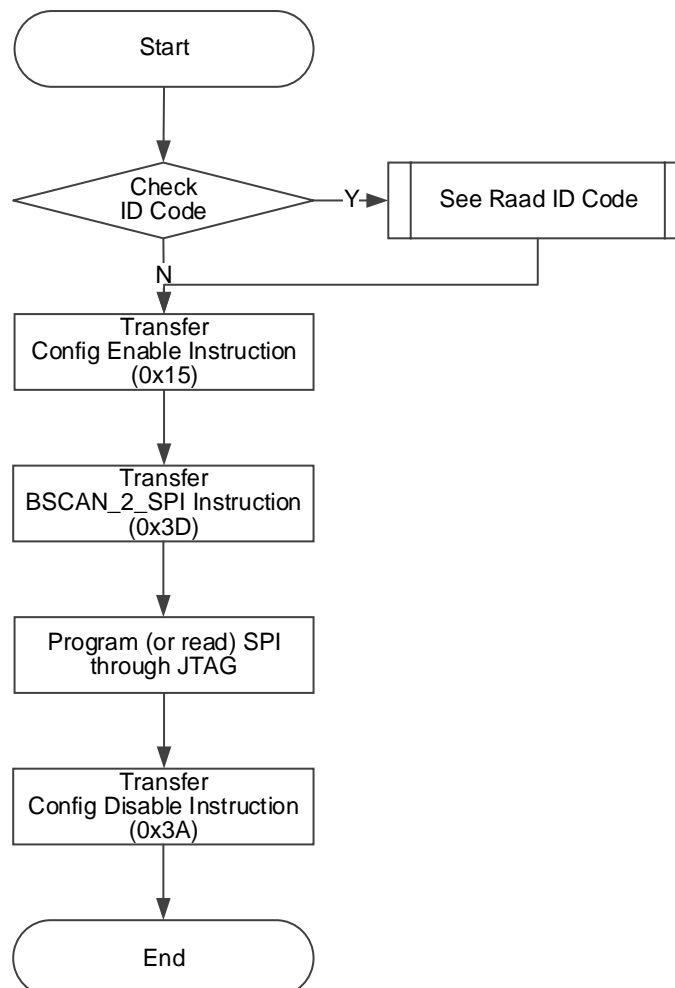 Start
Check
ID Code
Y
See Raad ID Code
N
Transfer
Config Enable Instruction
(0x15)
Transfer
BSCAN_2_SPI Instruction
(0x3D)
Program (or read) SPI
through JTAG
Transfer
Config Disable Instruction
(0x3A)
End